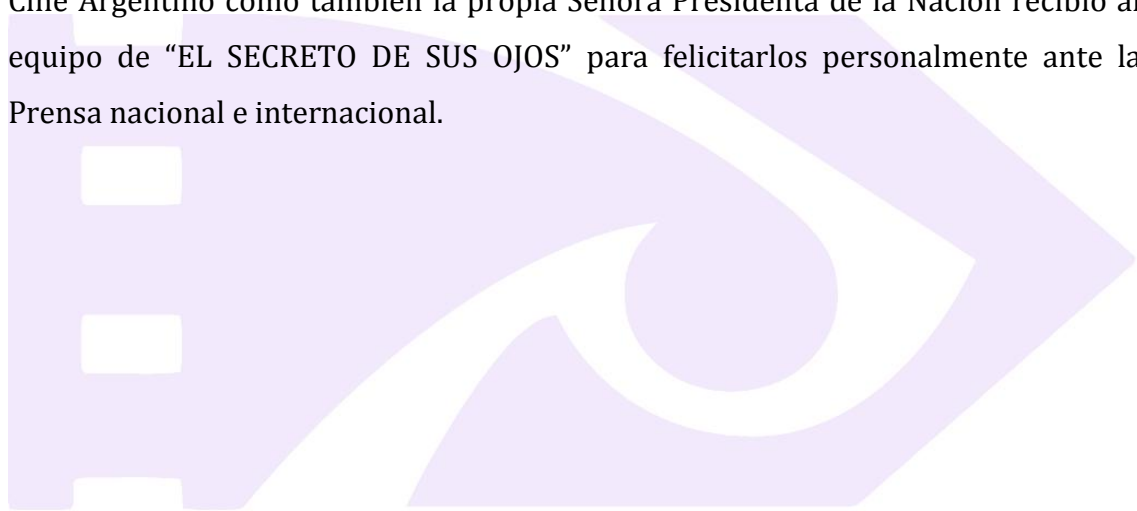 Cine Argentino como también la propia Señora Presidenta de la Nación recibió al
equipo de “EL SECRETO DE SUS OJOS” para felicitarlos personalmente ante la
Prensa nacional e internacional.